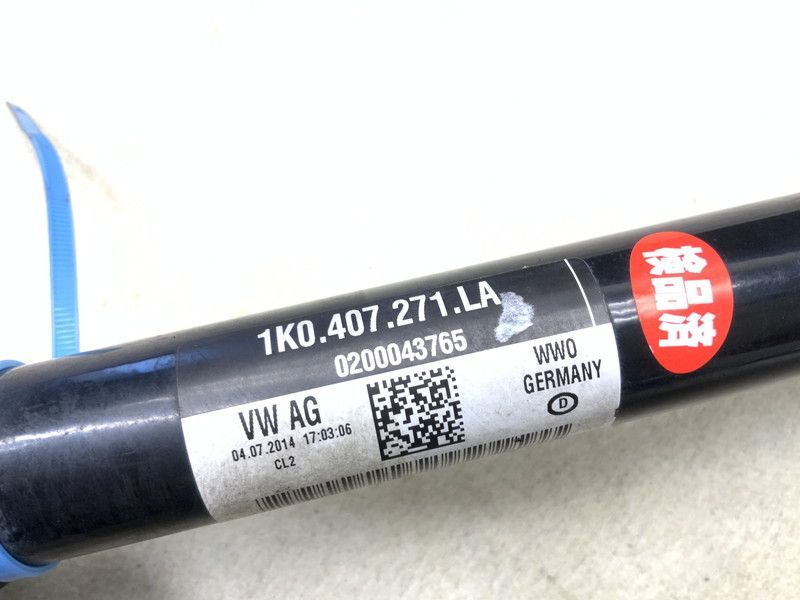 1K0.407.271.LA
0200043765
VW AG
04.07.2014 17:03:06
CL2
WWO
GERMANY
D
検品済